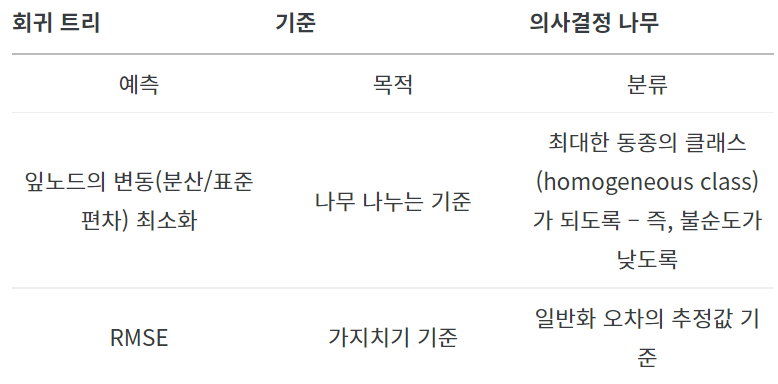 회귀 트리 기준 의사결정 나무
예측 목적 분류
잎노드의 변동(분산/표준
편차) 최소화
나무 나누는 기준
최대한 동종의 클래스
(homogeneous class)
가 되도록 – 즉, 불순도가
낮도록
RMSE 가지치기 기준
일반화 오차의 추정값 기
준